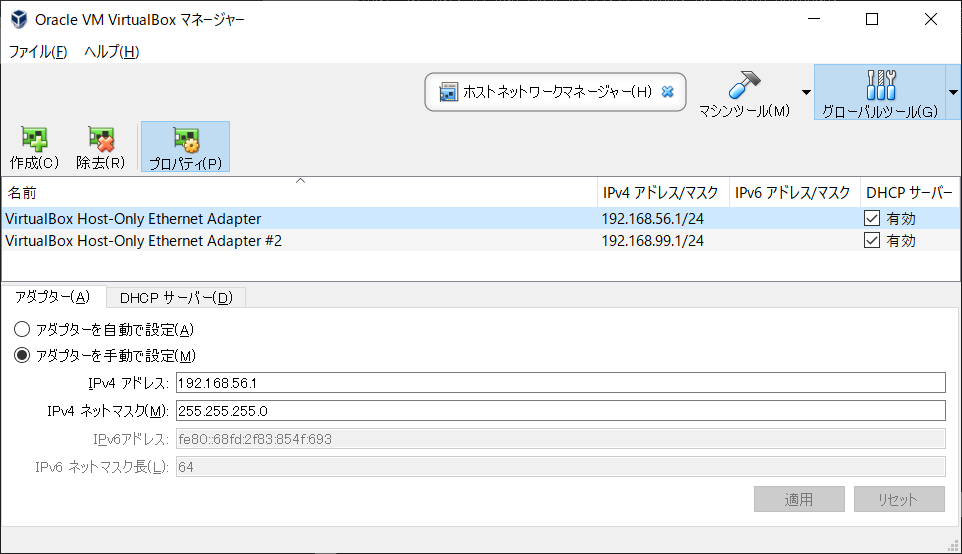 Oracle VM VirtualBox マネージャー
ファイル(F) ヘルプ(H)
ホストネットワークマネージャー(H)
マシンツール(M)
グローバルツール(G)
作成(C) 除去(R) プロパティ(P)
名前 IPv4 アドレス/マスク IPv6 アドレス/マスク DHCP サーバー
VirtualBox Host-Only Ethernet Adapter 192.168.56.1/24 有効
VirtualBox Host-Only Ethernet Adapter #2 192.168.99.1/24 有効
アダプター(A) DHCP サーバー(D)
アダプターを自動で設定(A)
アダプターを手動で設定(M)
IPv4 アドレス: 192.168.56.1
IPv4 ネットマスク(M): 255.255.255.0
IPv6アドレス: fe80::68fd:2f83:854f:693
IPv6 ネットマスク長(L): 64
適用 リセット